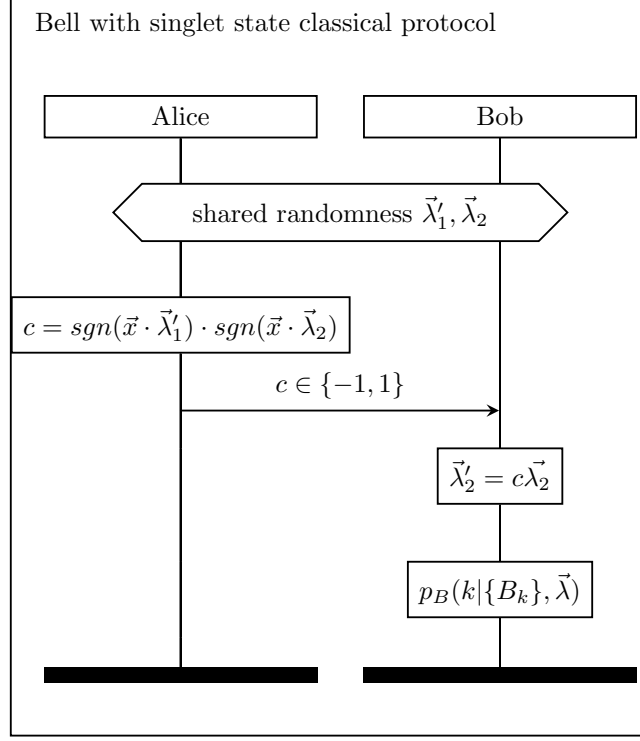 Bell with singlet state classical protocol
Alice
Bob
shared randomness $\vec{\lambda}_1', \vec{\lambda}_2$
$c = sgn(\vec{x} \cdot \vec{\lambda}_1') \cdot sgn(\vec{x} \cdot \vec{\lambda}_2)$
$c \in \{-1, 1\}$
$\vec{\lambda}_2' = c\vec{\lambda_2}$
$p_B(k|\{B_k\}, \vec{\lambda})$